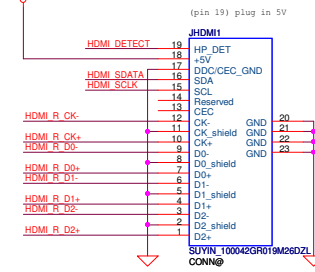 (pin 19) plug in 5V
JHDMI1
HDMI_DETECT 19 HP_DET
18 +5V
17 DDC/CEC_GND
HDMI_SDATA 16 SDA
HDMI_SCLK 15 SCL
14 Reserved
13 CEC
HDMI_R_CK- 12 CK- GND 20
11 CK_shield GND 21
HDMI_R_CK+ 10 CK+ GND 22
HDMI_R_D0- 9 D0- GND 23
8 D0_shield
HDMI_R_D0+ 7 D0+
HDMI_R_D1- 6 D1-
5 D1_shield
HDMI_R_D1+ 4 D1+
HDMI_R_D2- 3 D2-
2 D2_shield
HDMI_R_D2+ 1 D2+
SUYIN_100042GR019M26DZL
CONN@